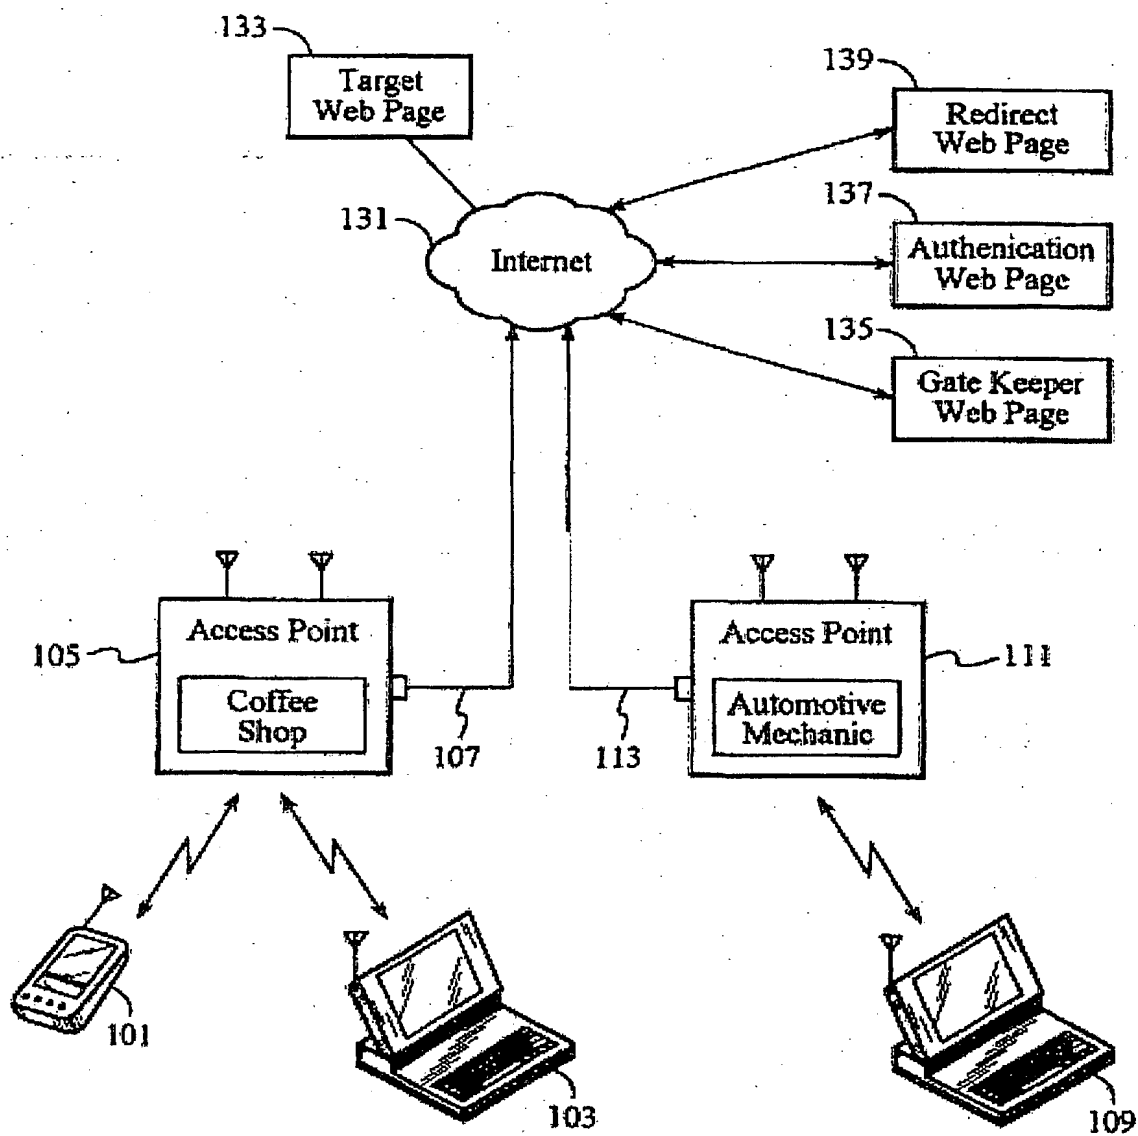 133
Target
Web Page
139
Redirect
Web Page
131
Internet
137
Authenication
Web Page
135
Gate Keeper
Web Page
105
Access Point
Coffee
Shop
107
113
Access Point
Automotive
Mechanic
111
101
103
109